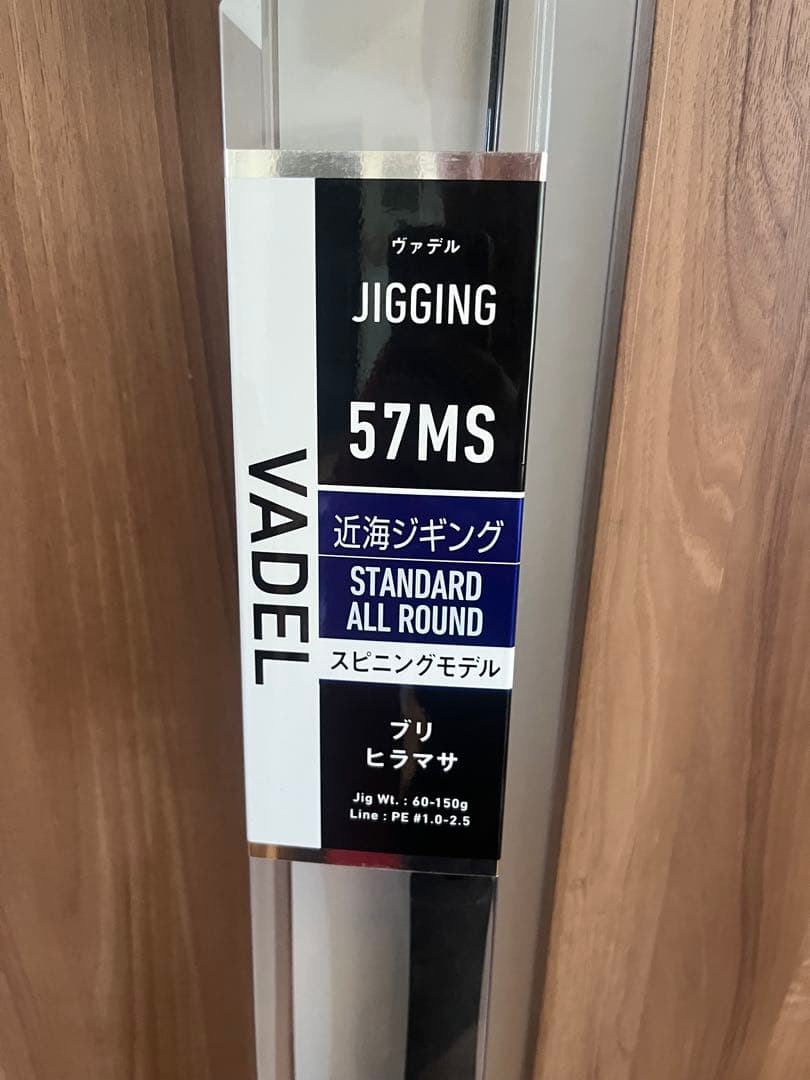 ヴァデル
JIGGING
57MS
VADEL
近海ジギング
STANDARD
ALL ROUND
スピニングモデル
ブリ
ヒラマサ
Jig Wt. : 60-150g
Line : PE #1.0-2.5